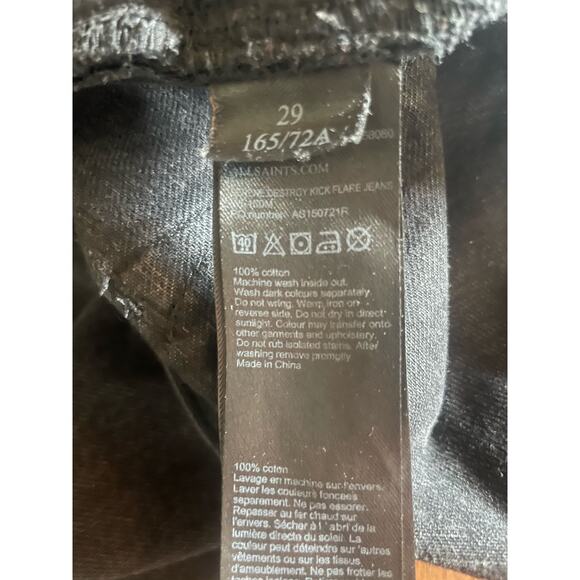 29
165/72A
SAINTS.COM
DESTROY KICK FLARE JEANS
number: AS150721R
40
100% cotton
Machine wash inside out.
Wash dark colours separately
Do not wring. Warm iron on
reverse side. Do not dry in direct
sunlight. Colour may transfer onto
other garments and upholstery.
Do not rub isolated stains. After
washing remove promptly
Made in China
100% coton
Lavage en machine sur l'envers.
Laver les couleurs foncées
separement. Ne pas essorer.
Repasser au fer chaud sur
l'envers. Sécher à l'abri de la
lumière directe du soleil. La
couleur peut déteindre sur 'autres
vêtements ou sur les tissus
d'ameublement. Ne pas frotter les